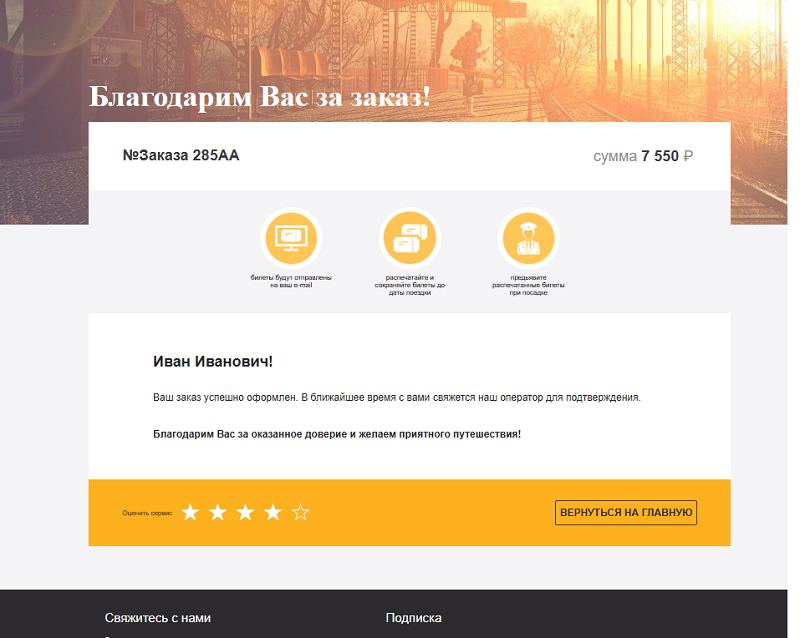 Благодарим Вас за заказ!
№Заказа 285АА
сумма 7 550 ₽
билеты будут отправлены
на ваш e-mail
распечатайте и
сохраняйте билеты до
даты поездки
предъявите
распечатанные билеты
при посадке
Иван Иванович!
Ваш заказ успешно оформлен. В ближайшее время с вами свяжется наш оператор для подтверждения.
Благодарим Вас за оказанное доверие и желаем приятного путешествия!
Оценить сервис
ВЕРНУТЬСЯ НА ГЛАВНУЮ
Свяжитесь с нами
Подписка